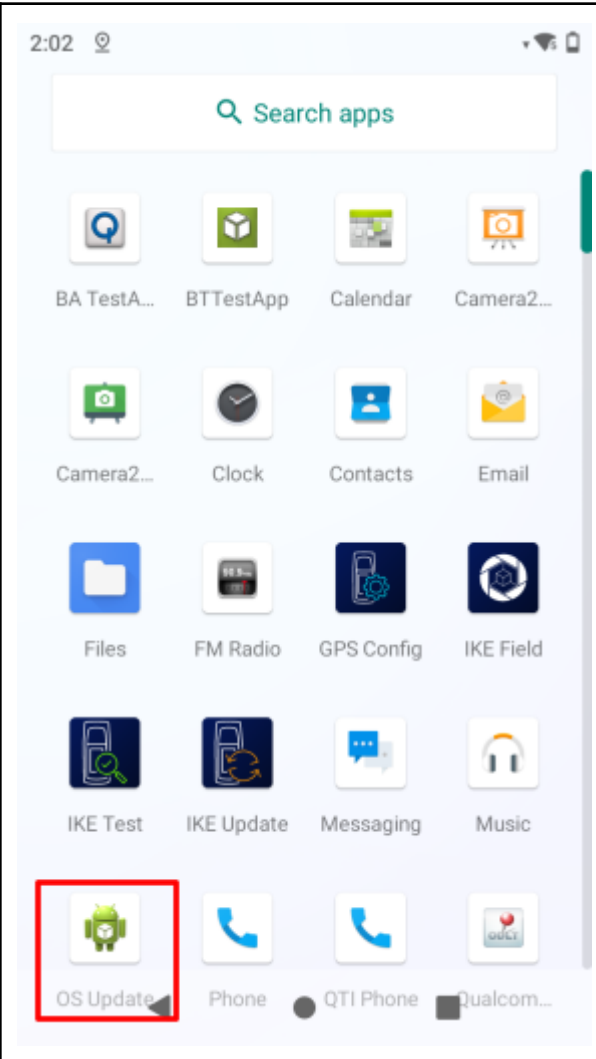 2:02
Search apps
BA TestA... BTTestApp Calendar Camera2...
Camera2... Clock Contacts Email
Files FM Radio GPS Config IKE Field
IKE Test IKE Update Messaging Music
OS Update Phone QTI Phone Qualcom...